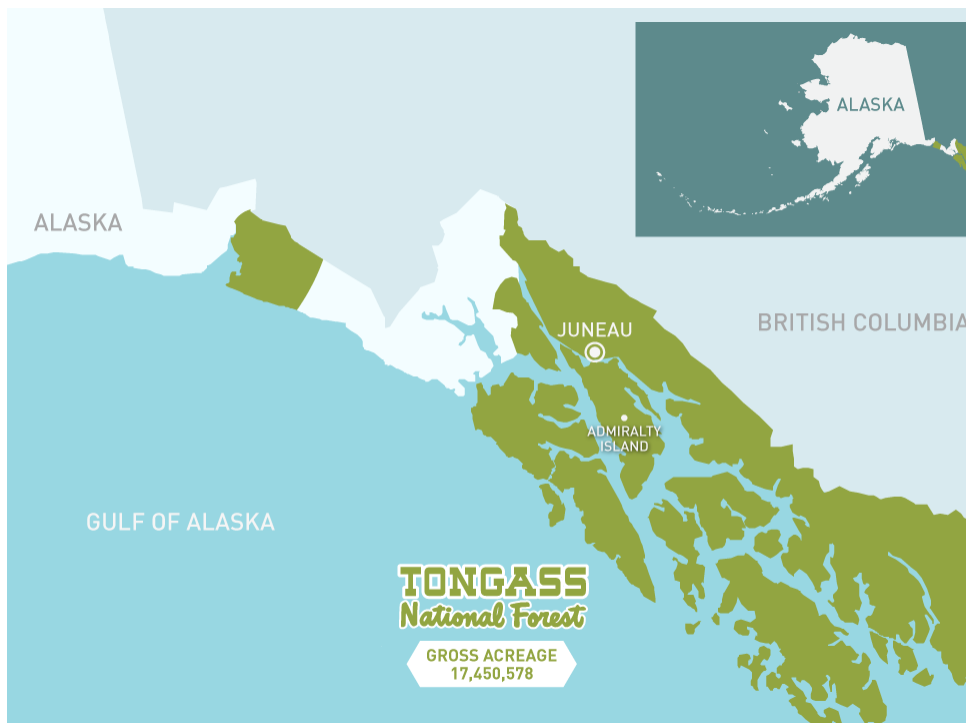 ALASKA
ALASKA
JUNEAU
BRITISH COLUMBIA
ADMIRALTY
ISLAND
GULF OF ALASKA
TONGASS
National Forest
GROSS ACREAGE
17,450,578